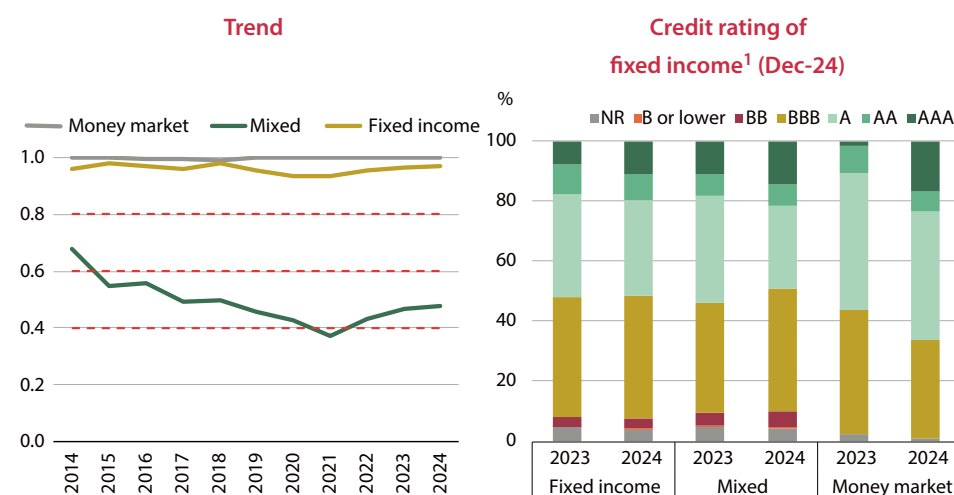 Trend
Money market Mixed Fixed income
1.0
0.8
0.6
0.4
0.2
0.0
2014 2015 2016 2017 2018 2019 2020 2021 2022 2023 2024
Credit rating of
fixed income¹ (Dec-24)
%
NR B or lower BB BBB A AA AAA
100
80
60
40
20
0
2023 2024 2023 2024 2023 2024
Fixed income Mixed Money market